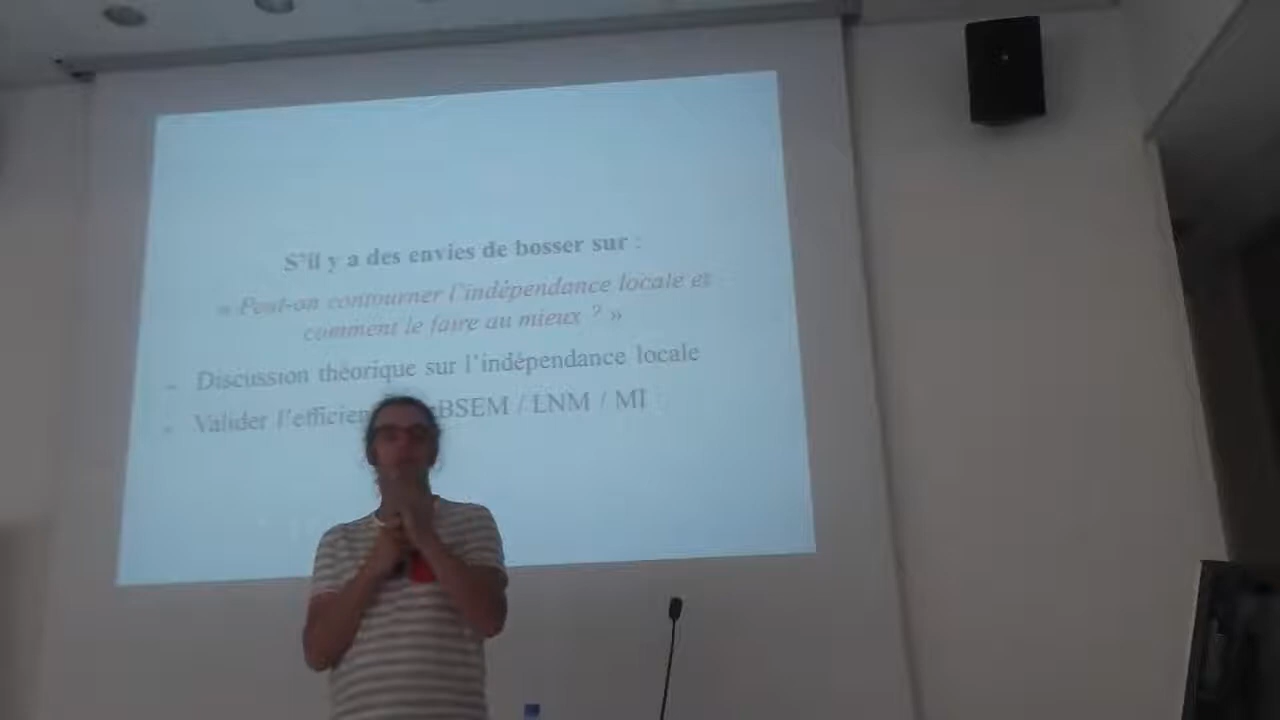 S'il y a des envies de bosser sur :
« Peut-on contourner l'indépendance locale et
comment le faire au mieux ? »
- Discussion théorique sur l'indépendance locale
- Valider BSEM / LNM / MI